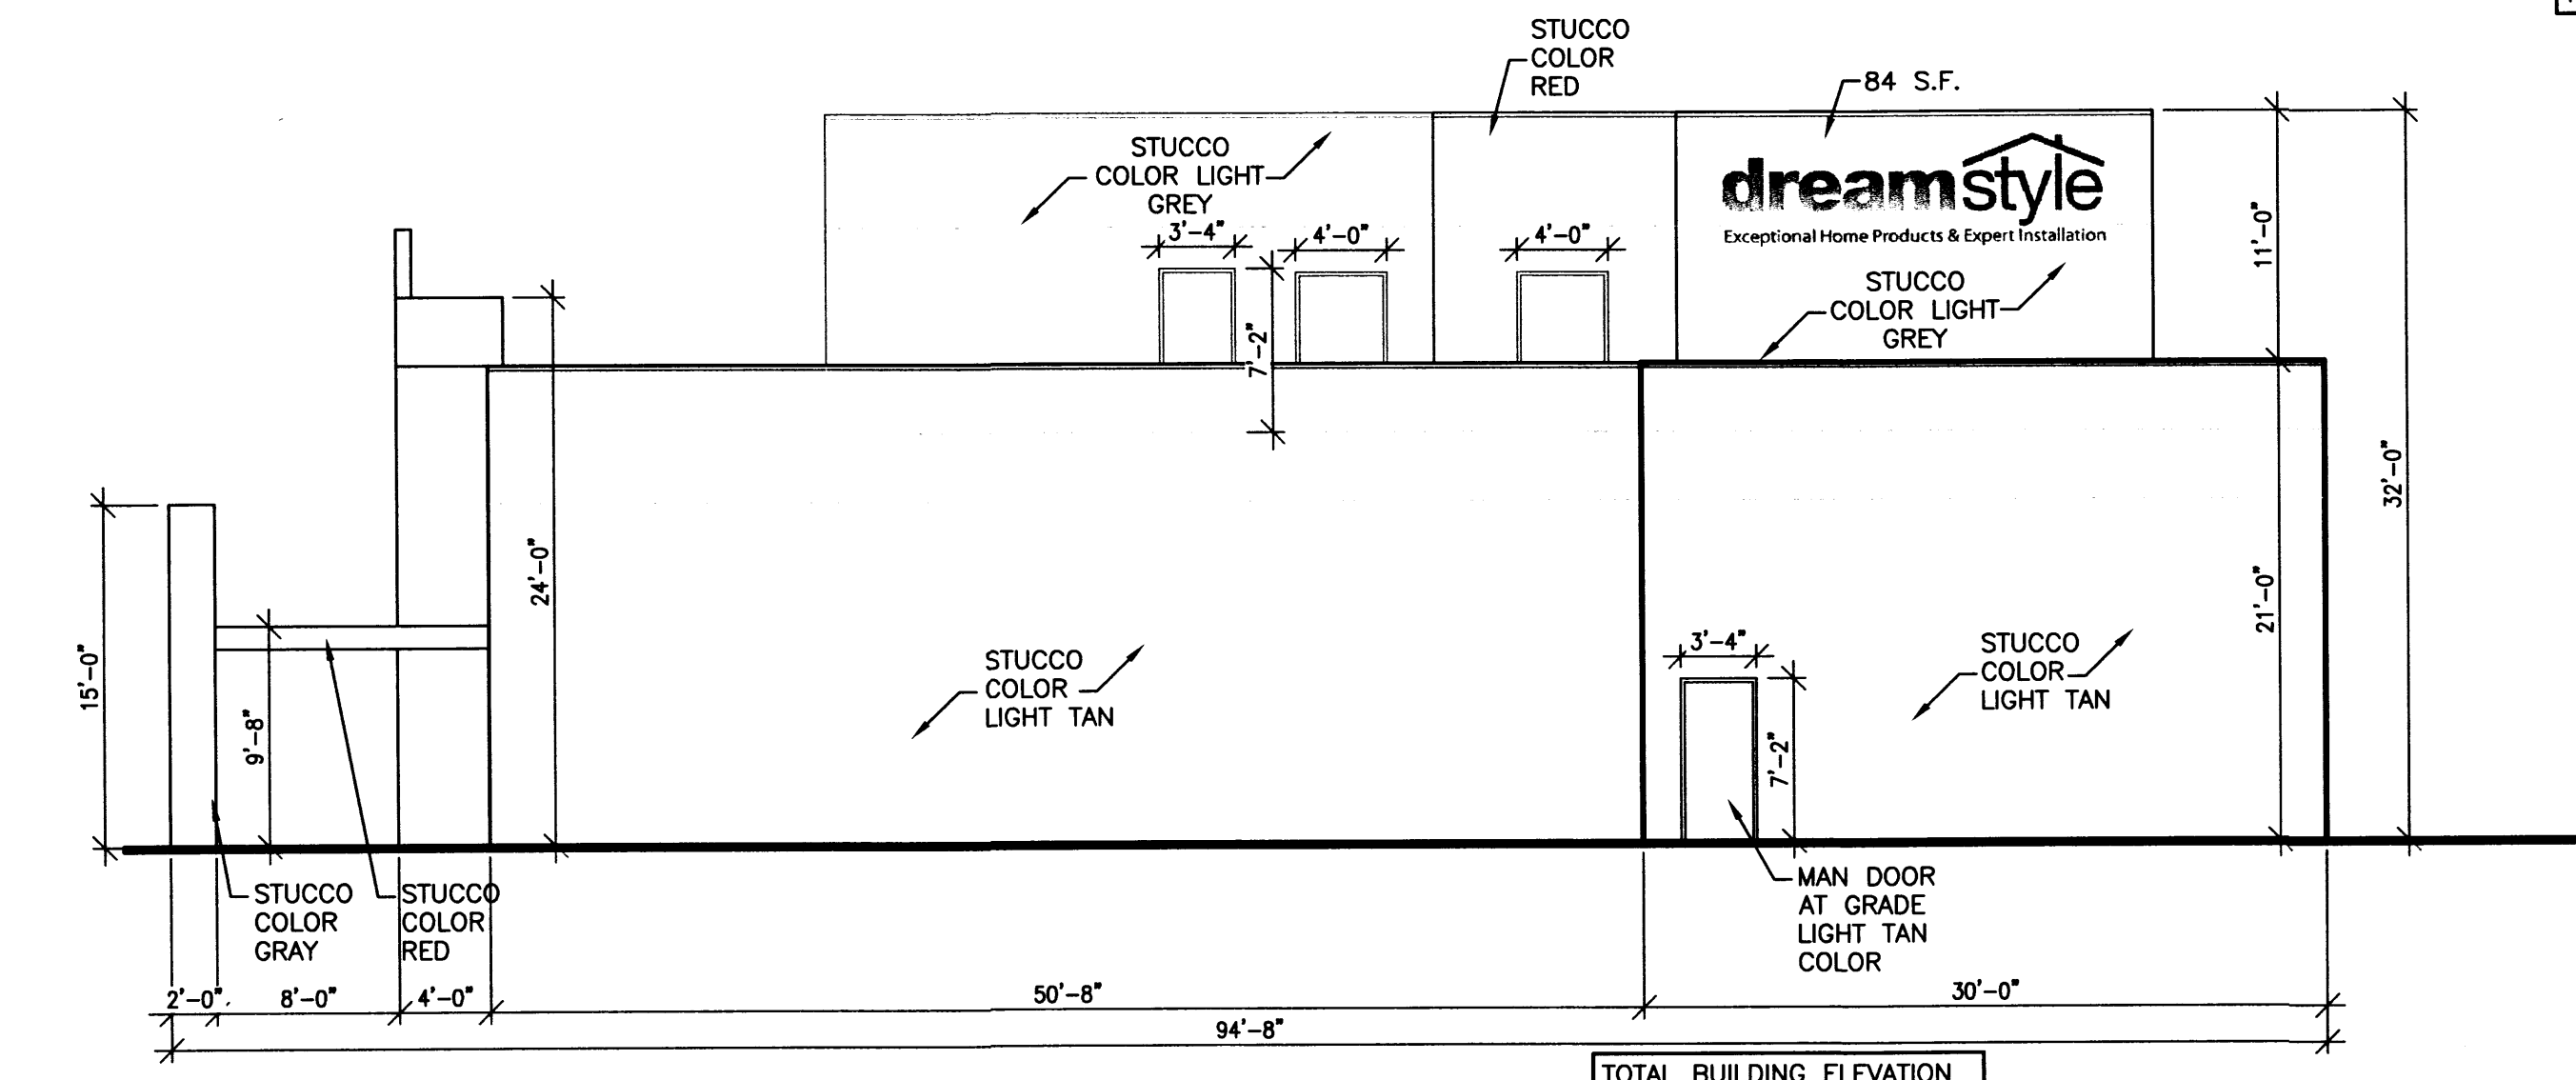 STUCCO
COLOR
RED
84 S.F.
STUCCO
COLOR LIGHT
GREY
dreamstyle
Exceptional Home Products & Expert Installation
3'-4"
4'-0"
4'-0"
11'-0"
STUCCO
COLOR LIGHT
GREY
7'-2"
32'-0"
24'-0"
21'-0"
15'-0"
9'-8"
STUCCO
COLOR
LIGHT TAN
3'-4"
STUCCO
COLOR
LIGHT TAN
7'-2"
STUCCO
COLOR
GRAY
STUCCO
COLOR
RED
MAN DOOR
AT GRADE
LIGHT TAN
COLOR
2'-0"
8'-0"
4'-0"
50'-8"
30'-0"
94'-8"
TOTAL BUILDING ELEVATION